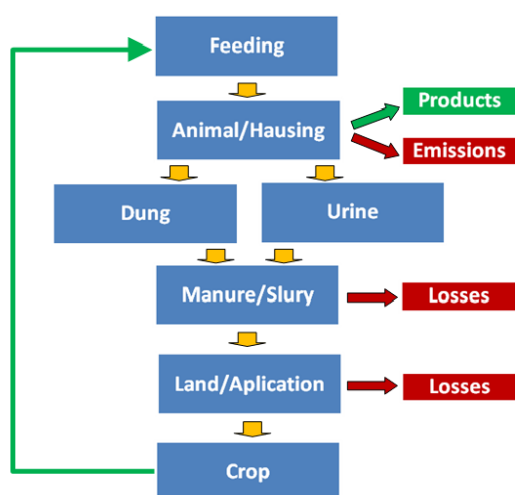 Feeding
Products
Animal/Hausing
Emissions
Dung
Urine
Manure/Slury
Losses
Land/Aplication
Losses
Crop